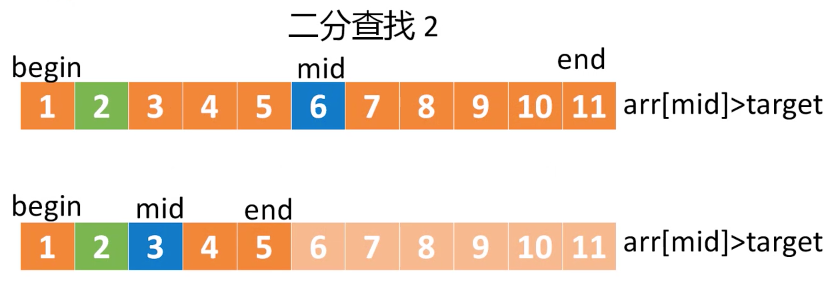 二分查找 2
begin mid end
1 2 3 4 5 6 7 8 9 10 11 arr[mid]>target
begin mid end
1 2 3 4 5 6 7 8 9 10 11 arr[mid]>target